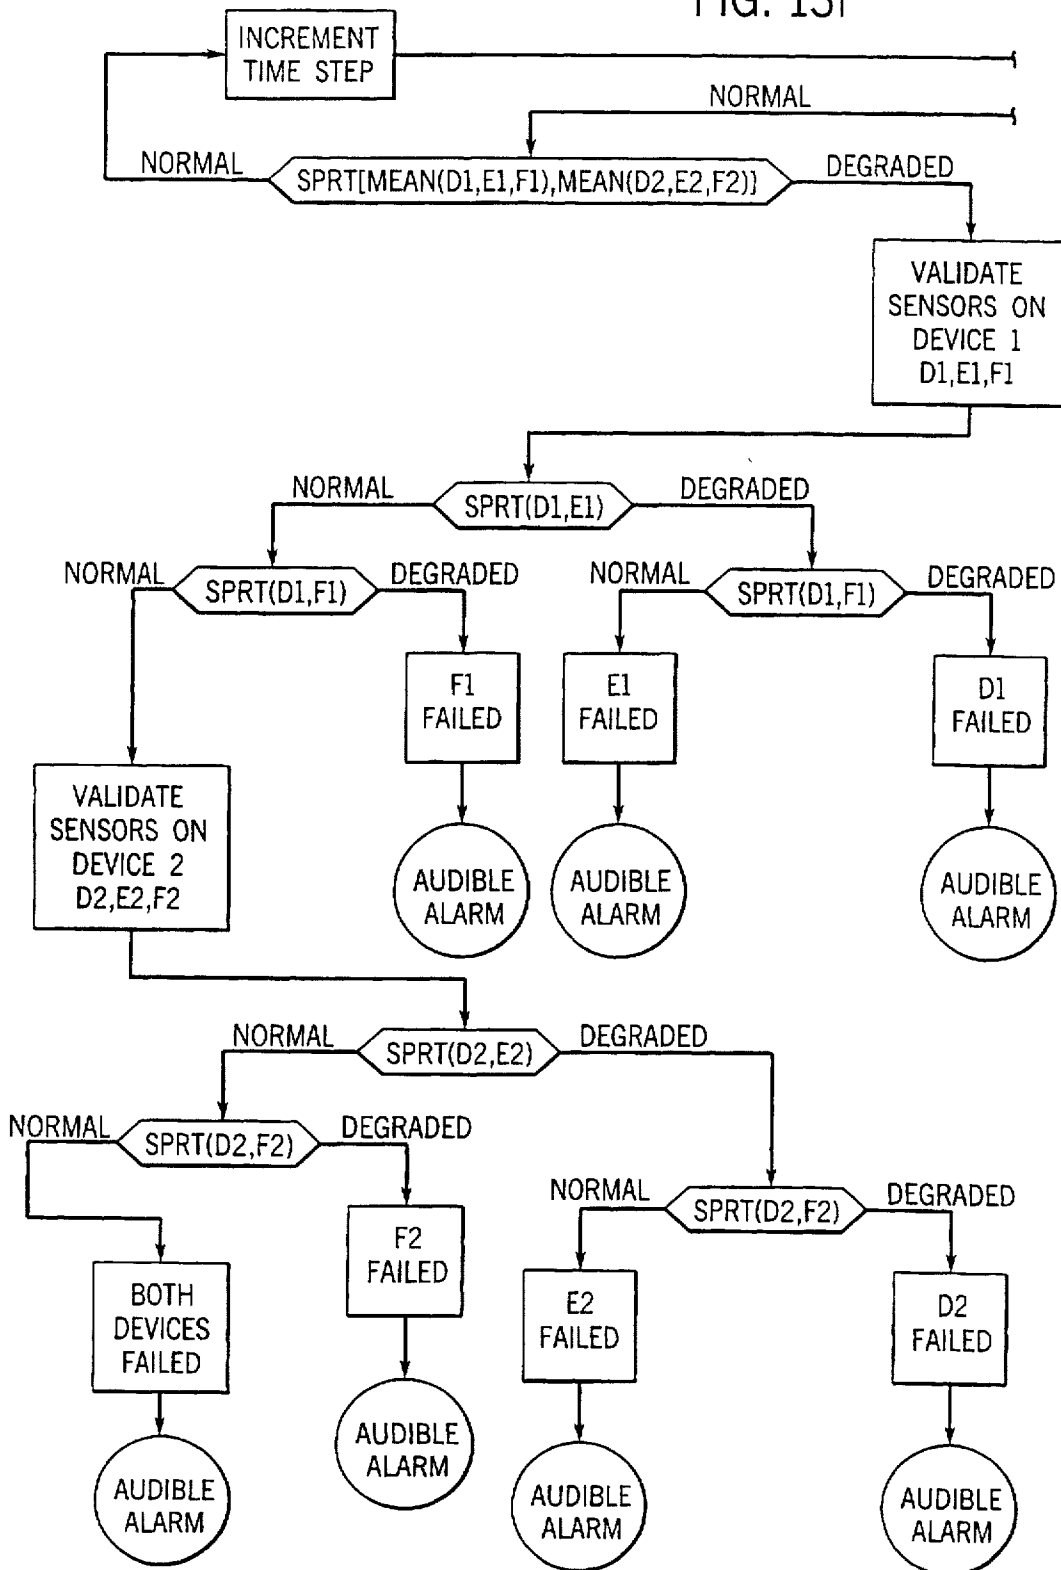 FIG. 13f
INCREMENT
TIME STEP
NORMAL
NORMAL
SPRT[MEAN(D1,E1,F1),MEAN(D2,E2,F2)]
DEGRADED
VALIDATE
SENSORS ON
DEVICE 1
D1,E1,F1
NORMAL
SPRT(D1,E1)
DEGRADED
NORMAL
SPRT(D1,F1)
DEGRADED
NORMAL
SPRT(D1,F1)
DEGRADED
F1
FAILED
E1
FAILED
D1
FAILED
VALIDATE
SENSORS ON
DEVICE 2
D2,E2,F2
AUDIBLE
ALARM
AUDIBLE
ALARM
AUDIBLE
ALARM
NORMAL
SPRT(D2,E2)
DEGRADED
NORMAL
SPRT(D2,F2)
DEGRADED
NORMAL
SPRT(D2,F2)
DEGRADED
BOTH
DEVICES
FAILED
F2
FAILED
E2
FAILED
D2
FAILED
AUDIBLE
ALARM
AUDIBLE
ALARM
AUDIBLE
ALARM
AUDIBLE
ALARM